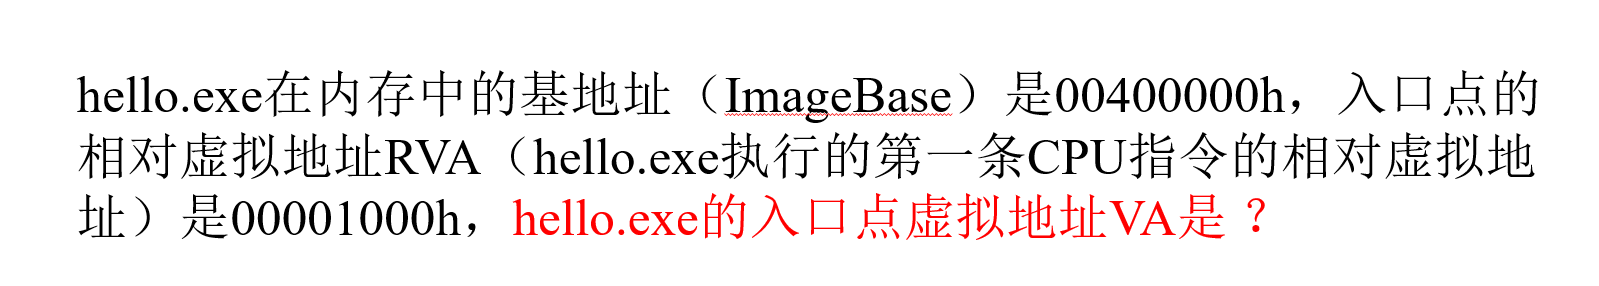 hello.exe在内存中的基地址（ImageBase）是00400000h，入口点的
相对虚拟地址RVA（hello.exe执行的第一条CPU指令的相对虚拟地
址）是00001000h，hello.exe的入口点虚拟地址VA是？